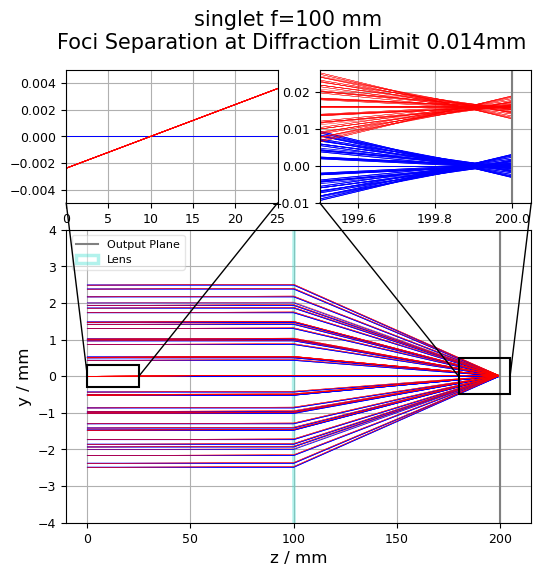 singlet f=100 mm
Foci Separation at Diffraction Limit 0.014mm
0.004
0.002
0.000
−0.002
−0.004
0 5 10 15 20 25
0.02
0.01
0.00
−0.01
199.6 199.8 200.0
Output Plane
Lens
4
3
2
1
0
−1
−2
−3
−4
y / mm
0 50 100 150 200
z / mm